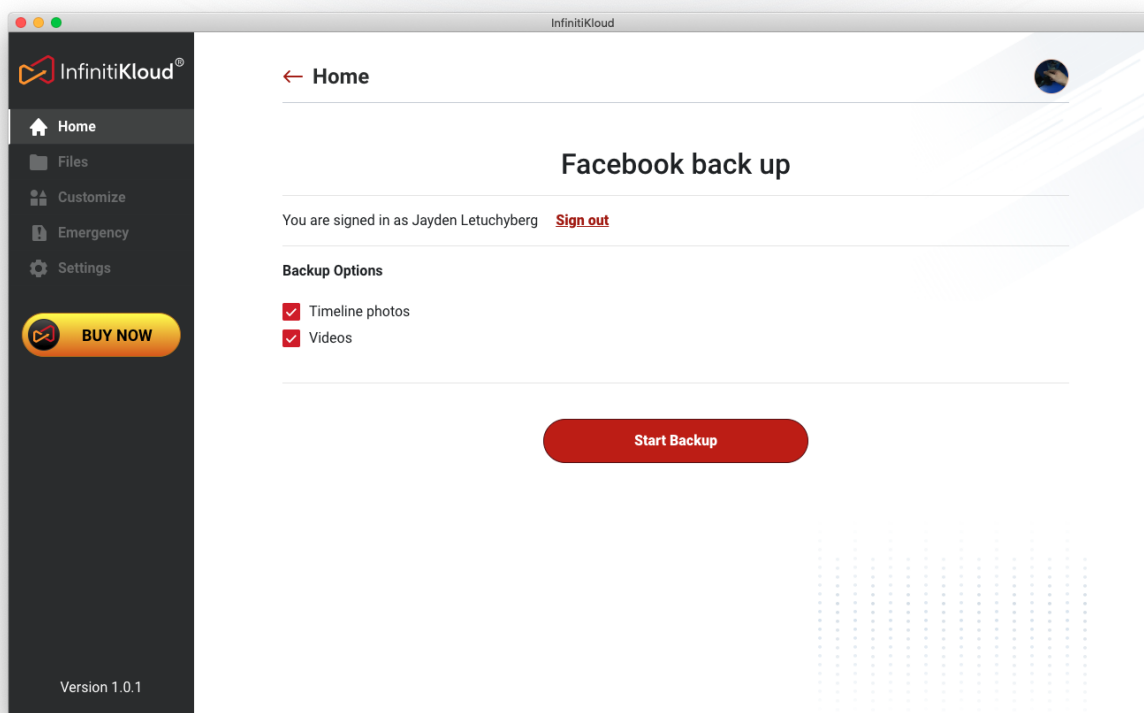 InfinitiKloud
InfinitiKloud®
Home
Files
Customize
Emergency
Settings
BUY NOW
Version 1.0.1
← Home
Facebook back up
You are signed in as Jayden Letuchyberg Sign out
Backup Options
Timeline photos
Videos
Start Backup